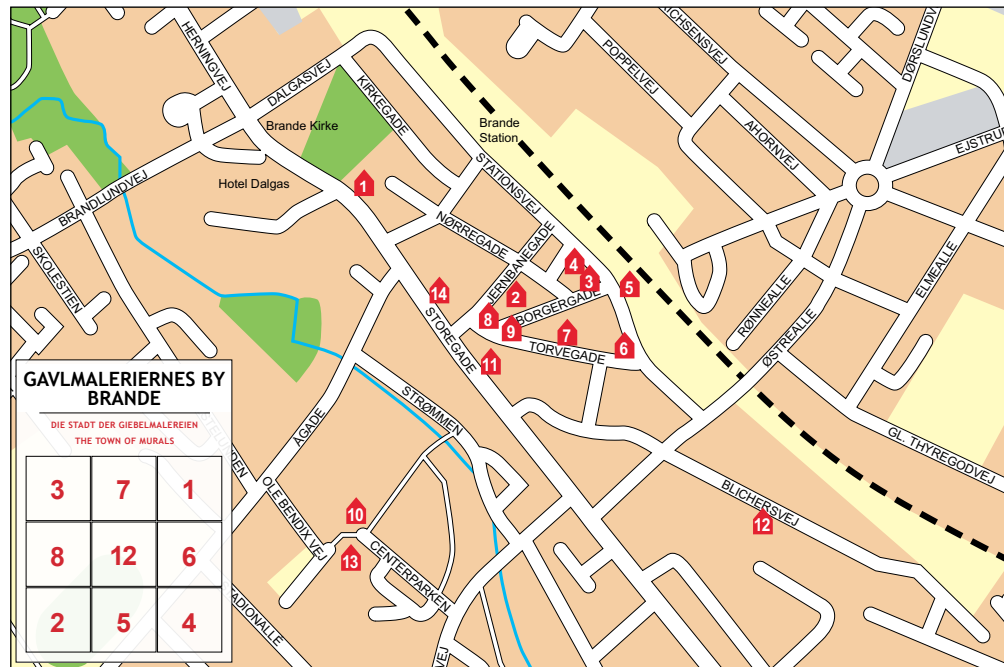 HERNINGVEJ
DALGASVEJ
KIRKEGADE
Brande Kirke
Hotel Dalgas
BRANDLUNDVEJ
SKOLESTIEN
Brande
Station
STATIONSVEJ
POPPELVEJ
AHORNVEJ
NØRREGADE
JERNBANEGADE
BORGERGADE
TORVEGADE
STOREGADE
STRØMMEN
ÅGADE
OLE BENDIX VEJ
CENTERPARKEN
RØNNEALLE
ØSTREALLE
ELMEALLE
GL. THYREGODVEJ
BLICHERSVEJ
1
14
2
8
9
11
4
3
5
7
6
10
13
12
GAVLMALERIERNES BY
BRANDE
DIE STADT DER GIEBELMALEREIEN
THE TOWN OF MURALS
3 7 1
8 12 6
2 5 4